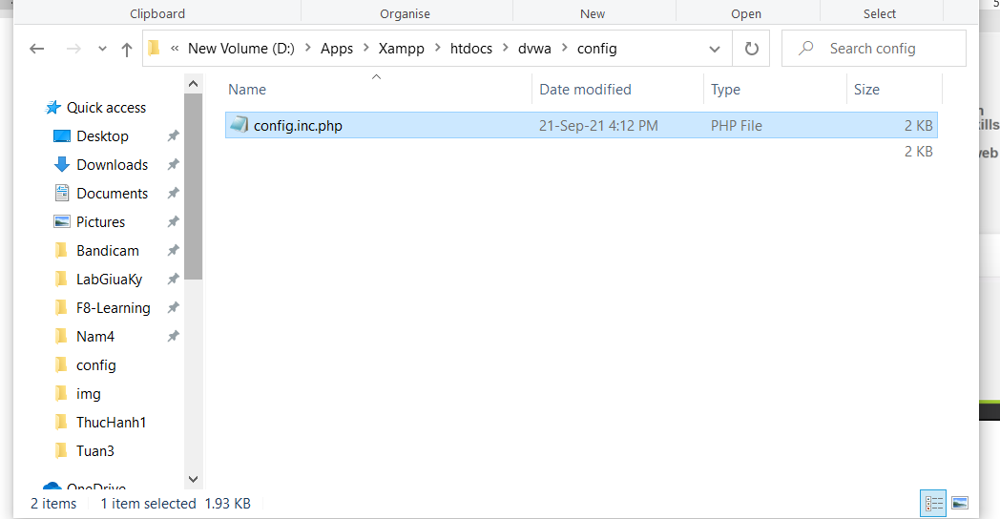 5
Clipboard Organise New Open Select
« New Volume (D:) > Apps > Xampp > htdocs > dvwa > config Search config
Name Date modified Type Size
Quick access
config.inc.php 21-Sep-21 4:12 PM PHP File 2 KB
2 KB
Desktop
Downloads
Documents
Pictures
Bandicam
LabGiuaKy
F8-Learning
Nam4
config
img
ThucHanh1
Tuan3
OneDrive
2 items 1 item selected 1.93 KB